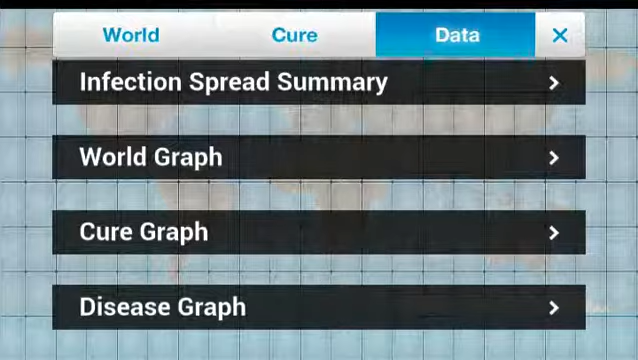 World Cure Data ×
Infection Spread Summary
World Graph
Cure Graph
Disease Graph